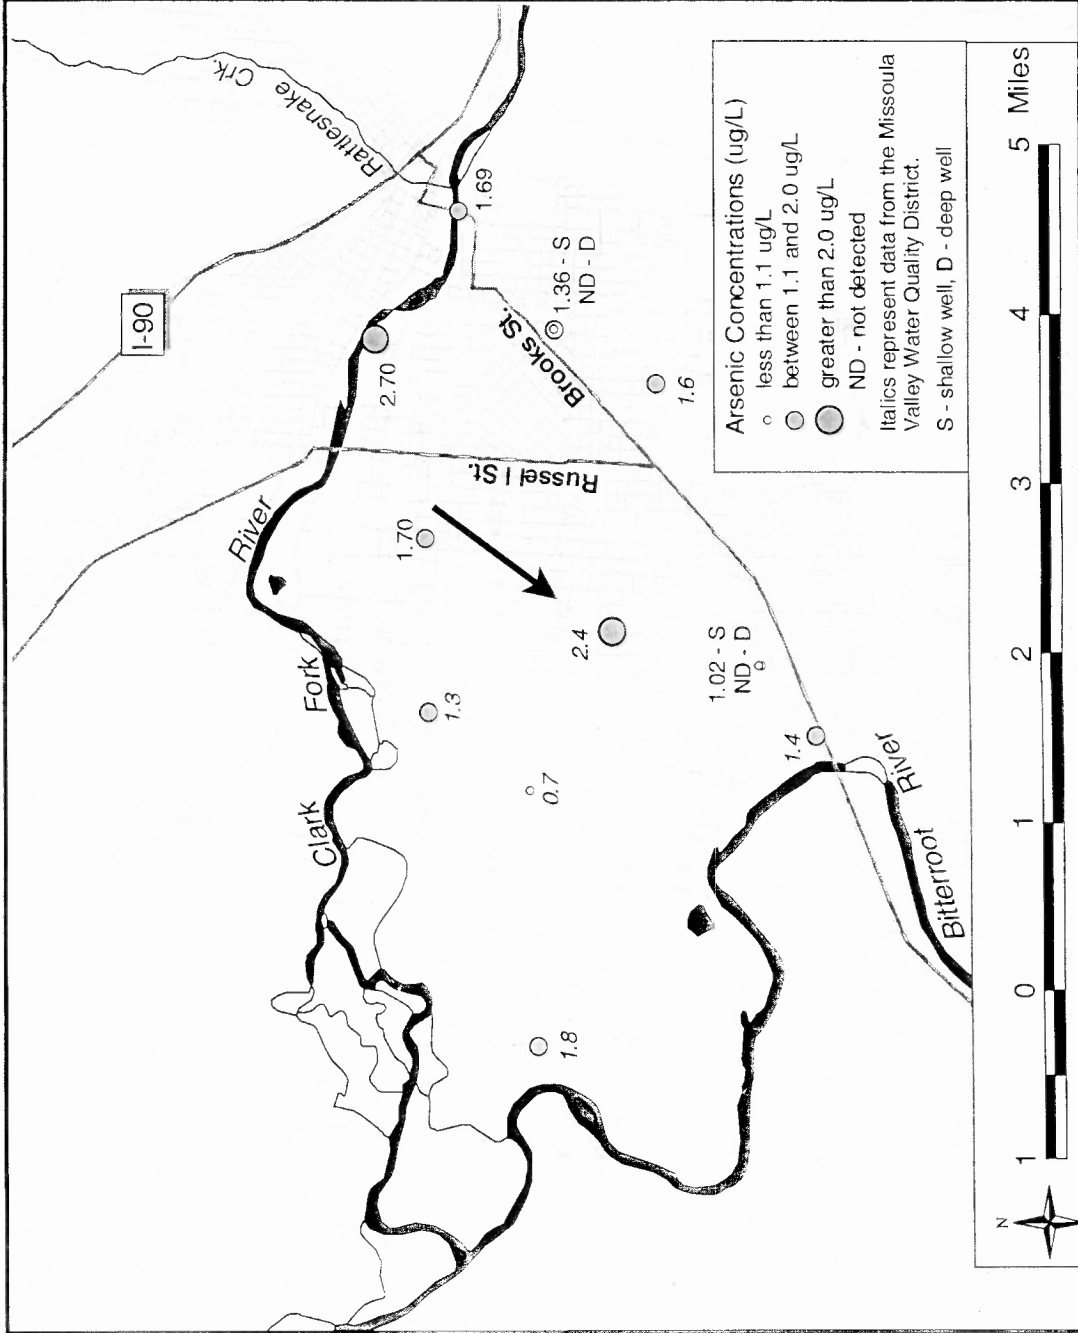 Rattlesnake Crk.
I-90
1.69
2.70
1.36 - S
ND - D
Brooks St.
1.6
Russell St.
River
1.70
2.4
Fork
1.3
1.02 - S
ND - D
1.4
0.7
Clark
River
Bitterroot
1.8
Arsenic Concentrations (ug/L)
less than 1.1 ug/L
between 1.1 and 2.0 ug/L
greater than 2.0 ug/L
ND - not detected
Italics represent data from the Missoula
Valley Water Quality District.
S - shallow well, D - deep well
N
1 0 1 2 3 4 5 Miles